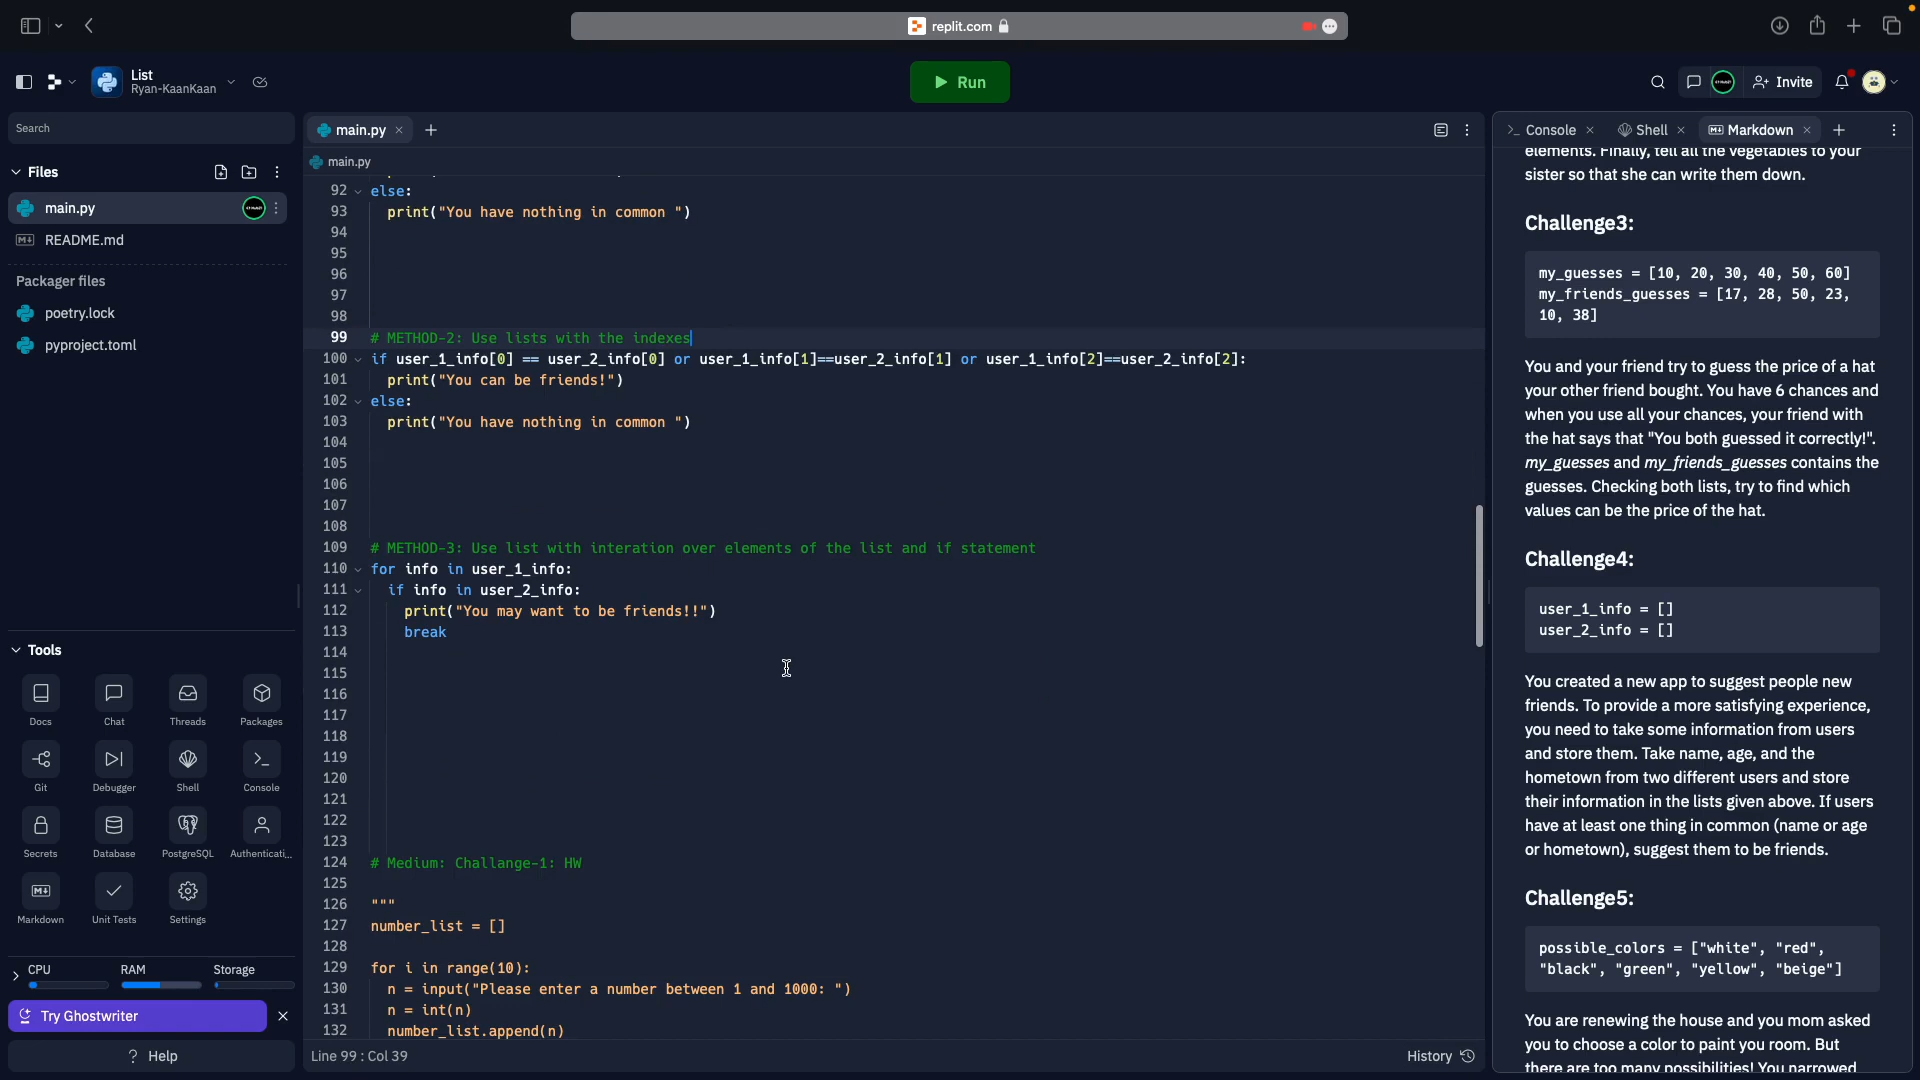 replit.com
List
Ryan-KaanKaan
Run
Invite
Search
Files
main.py
README.md
Packager files
poetry.lock
pyproject.toml
Tools
Docs
Chat
Threads
Packages
Git
Debugger
Shell
Console
Secrets
Database
PostgreSQL
Authenticati...
Markdown
Unit Tests
Settings
CPU
RAM
Storage
Try Ghostwriter
? Help
main.py
main.py
92 else:
93 print("You have nothing in common ")
94
95
96
97
98
99 # METHOD-2: Use lists with the indexes
100 if user_1_info[0] == user_2_info[0] or user_1_info[1]==user_2_info[1] or user_1_info[2]==user_2_info[2]:
101 print("You can be friends!")
102 else:
103 print("You have nothing in common ")
104
105
106
107
108
109 # METHOD-3: Use list with interation over elements of the list and if statement
110 for info in user_1_info:
111 if info in user_2_info:
112 print("You may want to be friends!!")
113 break
114
115
116
117
118
119
120
121
122
123
124 # Medium: Challange-1: HW
125
126 """
127 number_list = []
128
129 for i in range(10):
130 n = input("Please enter a number between 1 and 1000: ")
131 n = int(n)
132 number_list.append(n)
Line 99 : Col 39
History
Console
Shell
Markdown
elements. Finally, tell all the vegetables to your
sister so that she can write them down.
Challenge3:
my_guesses = [10, 20, 30, 40, 50, 60]
my_friends_guesses = [17, 28, 50, 23,
10, 38]
You and your friend try to guess the price of a hat
your other friend bought. You have 6 chances and
when you use all your chances, your friend with
the hat says that "You both guessed it correctly!".
my_guesses and my_friends_guesses contains the
guesses. Checking both lists, try to find which
values can be the price of the hat.
Challenge4:
user_1_info = []
user_2_info = []
You created a new app to suggest people new
friends. To provide a more satisfying experience,
you need to take some information from users
and store them. Take name, age, and the
hometown from two different users and store
their information in the lists given above. If users
have at least one thing in common (name or age
or hometown), suggest them to be friends.
Challenge5:
possible_colors = ["white", "red",
"black", "green", "yellow", "beige"]
You are renewing the house and you mom asked
you to choose a color to paint you room. But
there are too many possibilities! You narrowed